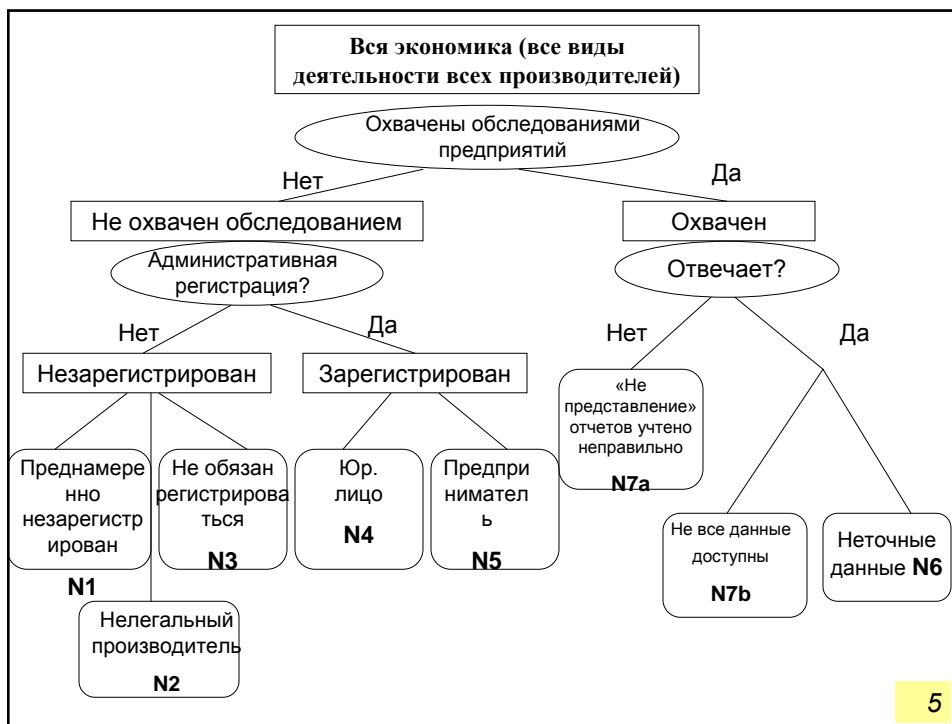 Вся экономика (все виды
деятельности всех производителей)
Охвачены обследованиями
предприятий
Нет
Да
Не охвачен обследованием
Охвачен
Административная
регистрация?
Отвечает?
Нет
Да
Нет
Да
Незарегистрирован
Зарегистрирован
«Не
представление»
отчетов учтено
неправильно
N7a
Преднамере
нно
незарегистр
ирован
N1
Не обязан
регистрирова
ться
N3
Юр.
лицо
N4
Предпри
нимател
ь
N5
Не все данные
доступны
N7b
Неточные
данные N6
Нелегальный
производитель
N2
5